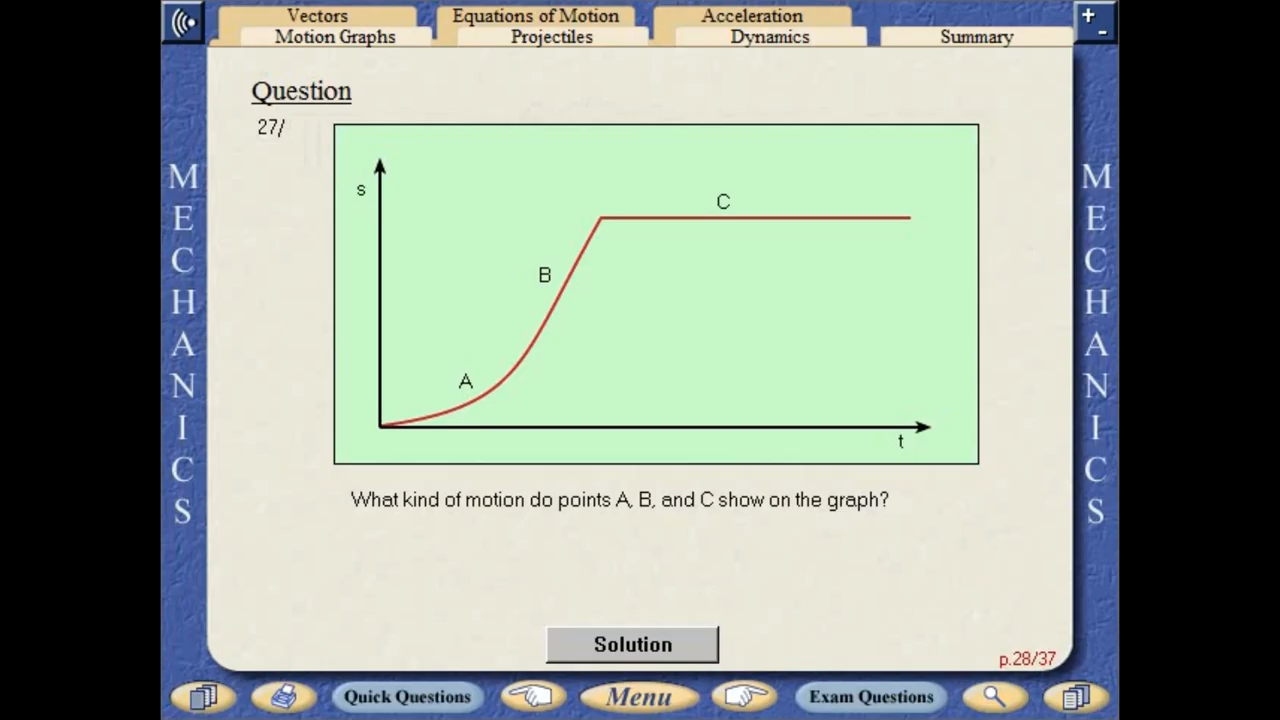 Vectors
Equations of Motion
Acceleration
Motion Graphs
Projectiles
Dynamics
Summary
+
-
Question
27/
s
C
B
A
t
What kind of motion do points A, B, and C show on the graph?
MECHANICS
MECHANICS
Solution
p.28/37
Quick Questions
Menu
Exam Questions